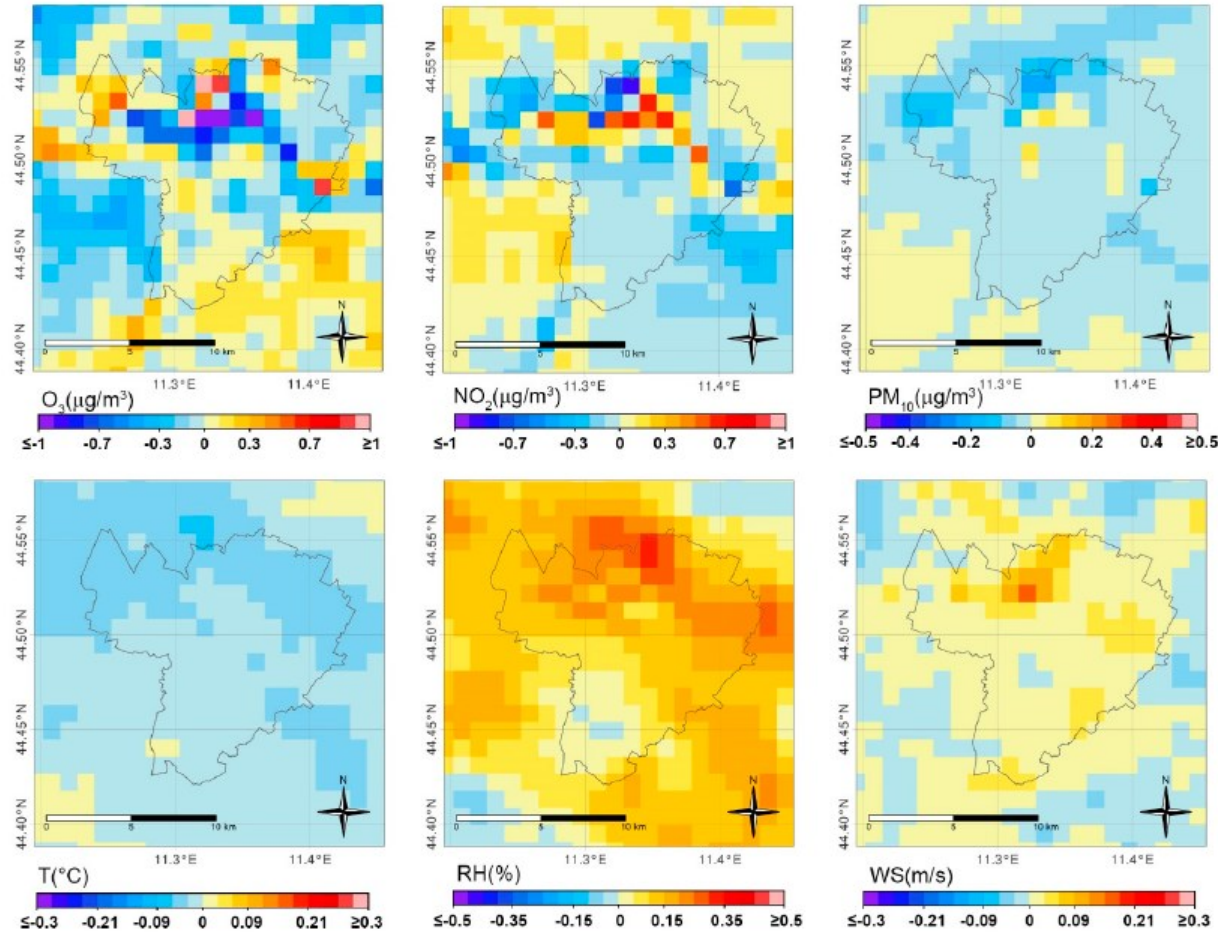 44.55°N
44.50°N
44.45°N
44.40°N
N
0 5 10 km
11.3°E 11.4°E
O3(μg/m³)
≤-1 -0.7 -0.3 0 0.3 0.7 ≥1
44.55°N
44.50°N
44.45°N
44.40°N
N
0 5 10 km
11.3°E 11.4°E
NO2(μg/m³)
≤-1 -0.7 -0.3 0 0.3 0.7 ≥1
44.55°N
44.50°N
44.45°N
44.40°N
N
0 5 10 km
11.3°E 11.4°E
PM10(μg/m³)
≤-0.5 -0.4 -0.2 0 0.2 0.4 ≥0.5
44.55°N
44.50°N
44.45°N
44.40°N
N
0 5 10 km
11.3°E 11.4°E
T(°C)
≤-0.3 -0.21 -0.09 0 0.09 0.21 ≥0.3
44.55°N
44.50°N
44.45°N
44.40°N
N
0 5 10 km
11.3°E 11.4°E
RH(%)
≤-0.5 -0.35 -0.15 0 0.15 0.35 ≥0.5
44.55°N
44.50°N
44.45°N
44.40°N
N
0 5 10 km
11.3°E 11.4°E
WS(m/s)
≤-0.3 -0.21 -0.09 0 0.09 0.21 ≥0.3